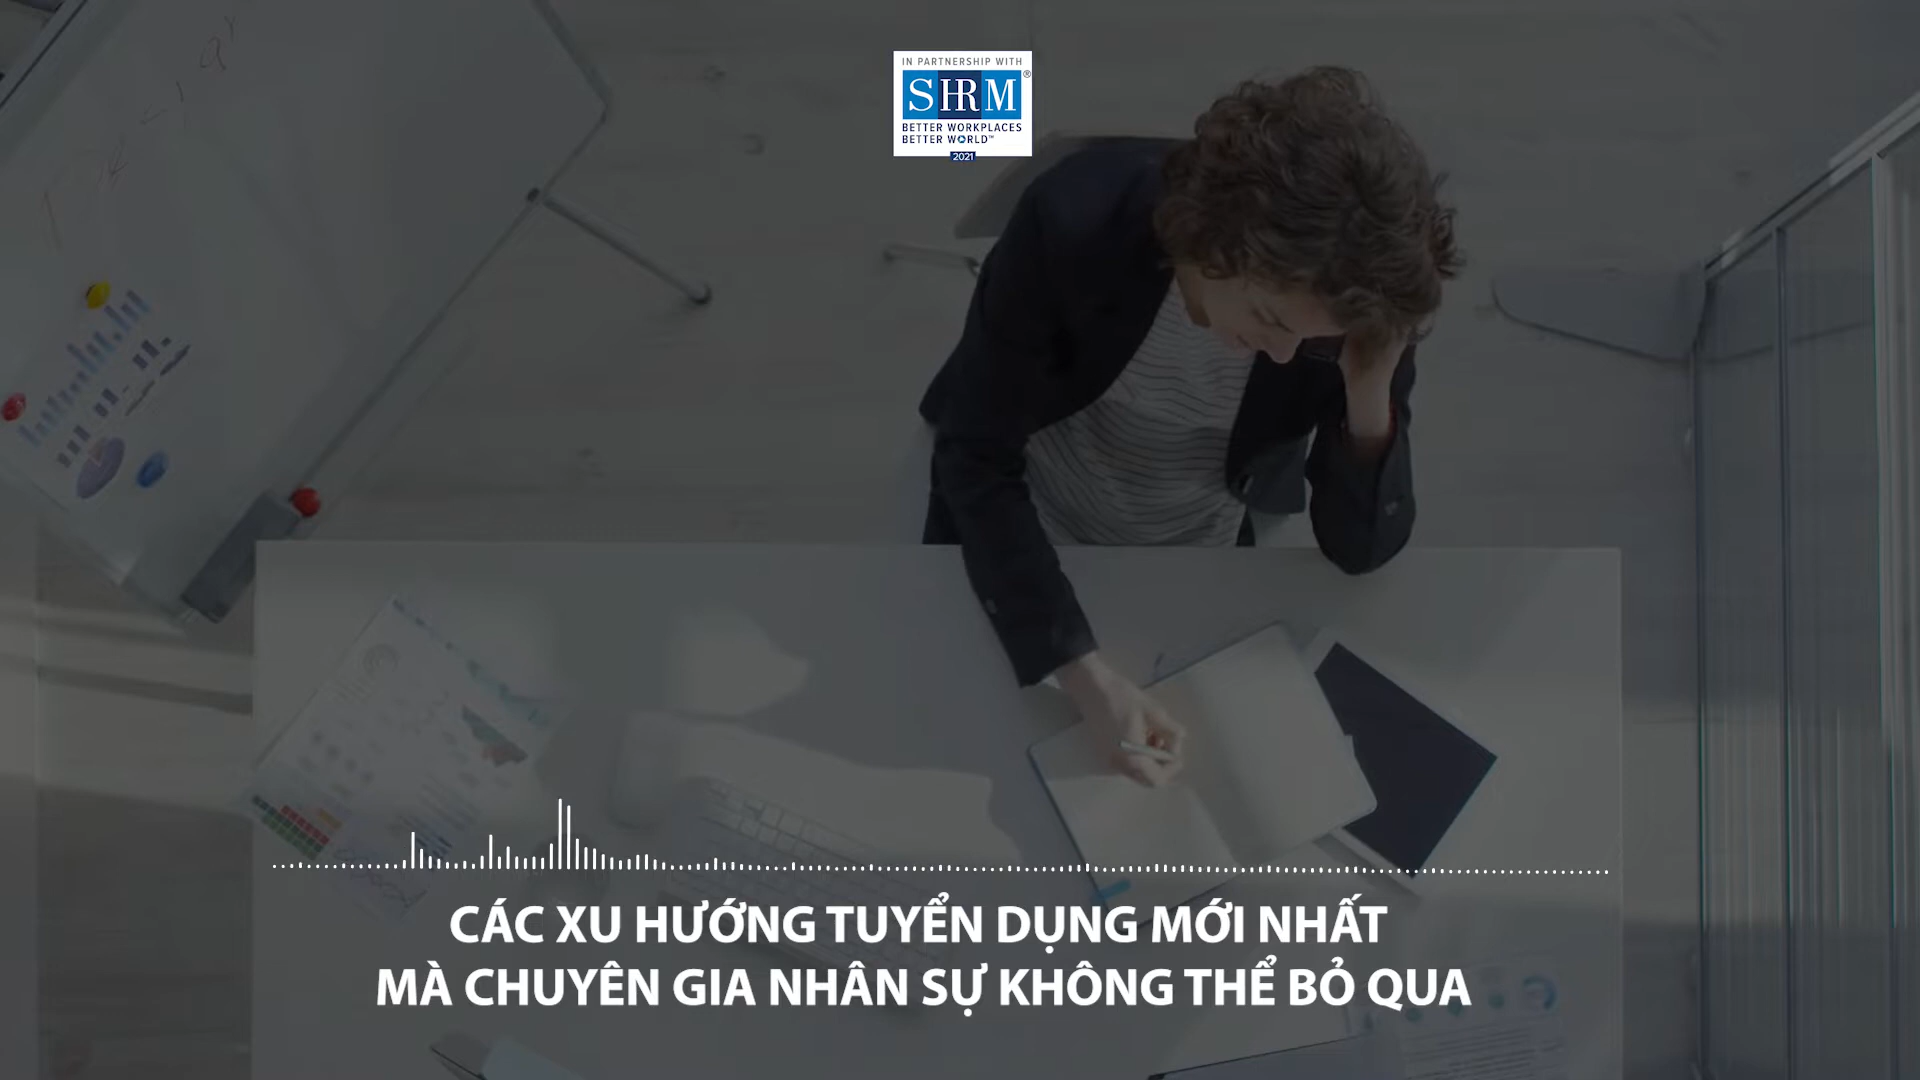 IN PARTNERSHIP WITH
SHRM®
BETTER WORKPLACES
BETTER WORLD™
2021
CÁC XU HƯỚNG TUYỂN DỤNG MỚI NHẤT
MÀ CHUYÊN GIA NHÂN SỰ KHÔNG THỂ BỎ QUA